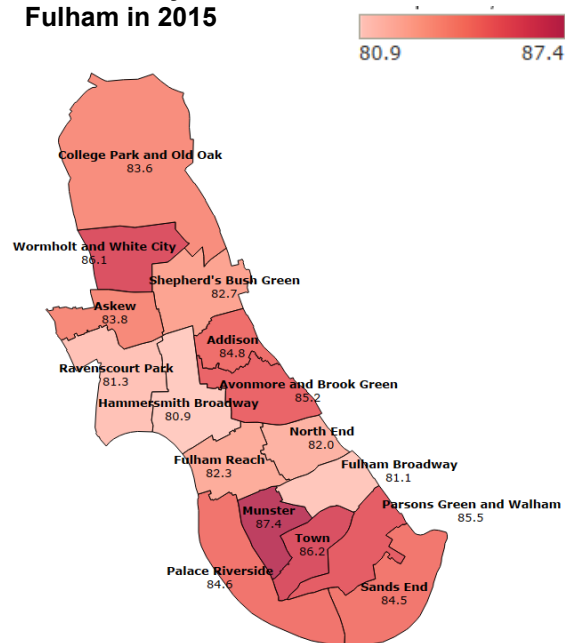 Fulham in 2015
80.9 87.4
College Park and Old Oak
83.6
Wormholt and White City
86.1
Shepherd's Bush Green
82.7
Askew
83.8
Addison
84.8
Ravenscourt Park
81.3
Avonmore and Brook Green
85.2
Hammersmith Broadway
80.9
North End
82.0
Fulham Reach
82.3
Fulham Broadway
81.1
Parsons Green and Walham
85.5
Munster
87.4
Town
86.2
Palace Riverside
84.6
Sands End
84.5